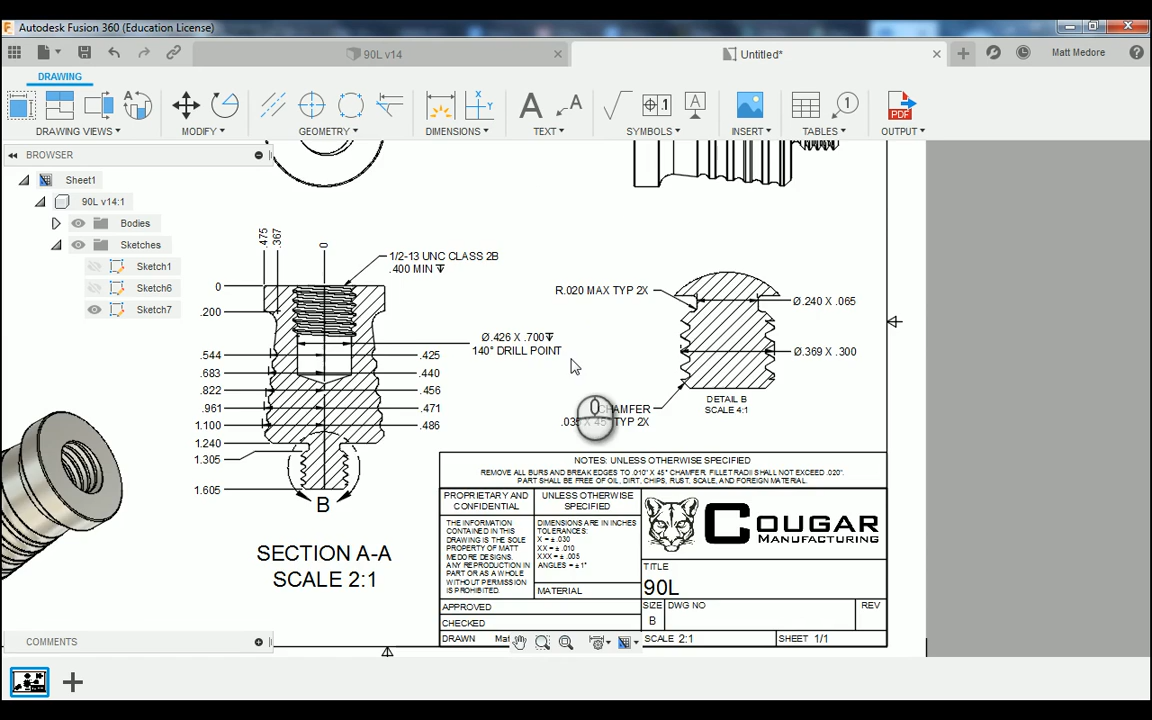 Autodesk Fusion 360 (Education License)
90L v14
Untitled*
Matt Medore
DRAWING
DRAWING VIEWS
MODIFY
GEOMETRY
DIMENSIONS
TEXT
SYMBOLS
INSERT
TABLES
OUTPUT
BROWSER
Sheet1
90L v14:1
Bodies
Sketches
Sketch1
Sketch6
Sketch7
.475
.367
0
1/2-13 UNC CLASS 2B
.400 MIN ↧
0
.200
Ø.426 X .700↧
140° DRILL POINT
.544
.683
.822
.961
1.100
1.240
1.305
1.605
.425
.440
.456
.471
.486
B
SECTION A-A
SCALE 2:1
R.020 MAX TYP 2X
Ø.240 X .065
Ø.369 X .300
CHAMFER
45° TYP 2X
DETAIL B
SCALE 4:1
NOTES: UNLESS OTHERWISE SPECIFIED
REMOVE ALL BURS AND BREAK EDGES TO .010" X 45° CHAMFER. FILLET RADII SHALL NOT EXCEED .020".
PART SHALL BE FREE OF OIL, DIRT, CHIPS, RUST, SCALE, AND FOREIGN MATERIAL.
PROPRIETARY AND
CONFIDENTIAL
THE INFORMATION
CONTAINED IN THIS
DRAWING IS THE SOLE
PROPERTY OF MATT
MEDORE DESIGNS.
ANY REPRODUCTION IN
PART OR AS A WHOLE
WITHOUT PERMISSION
IS PROHIBITED.
UNLESS OTHERWISE
SPECIFIED
DIMENSIONS ARE IN INCHES
TOLERANCES:
X = ±.030
XX = ±.010
XXX = ±.005
ANGLES = ± 1°
MATERIAL
COUGAR
MANUFACTURING
TITLE
90L
SIZE
B
DWG NO
REV
APPROVED
CHECKED
DRAWN
SCALE 2:1
SHEET 1/1
COMMENTS